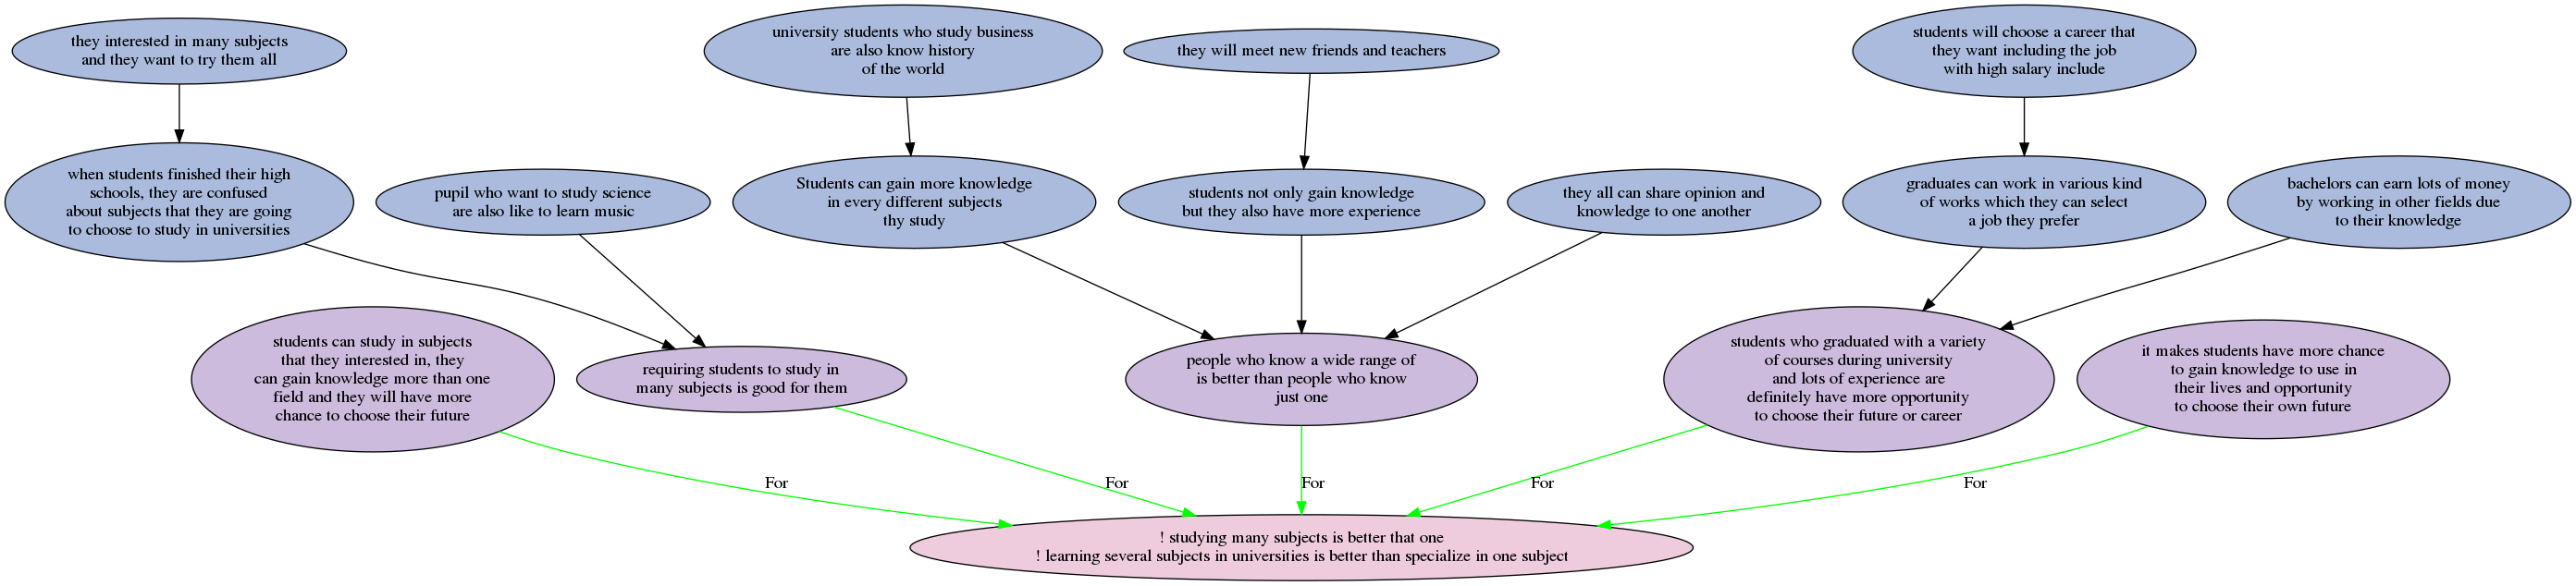 they interested in many subjects
and they want to try them all
university students who study business
are also know history
of the world
they will meet new friends and teachers
students will choose a career that
they want including the job
with high salary include
when students finished their high
schools, they are confused
about subjects that they are going
to choose to study in universities
pupil who want to study science
are also like to learn music
Students can gain more knowledge
in every different subjects
thy study
students not only gain knowledge
but they also have more experience
they all can share opinion and
knowledge to one another
graduates can work in various kind
of works which they can select
a job they prefer
bachelors can earn lots of money
by working in other fields due
to their knowledge
students can study in subjects
that they interested in, they
can gain knowledge more than one
field and they will have more
chance to choose their future
requiring students to study in
many subjects is good for them
people who know a wide range of
is better than people who know
just one
students who graduated with a variety
of courses during university
and lots of experience are
definitely have more opportunity
to choose their future or career
it makes students have more chance
to gain knowledge to use in
their lives and opportunity
to choose their own future
For
For
For
For
For
! studying many subjects is better that one
! learning several subjects in universities is better than specialize in one subject